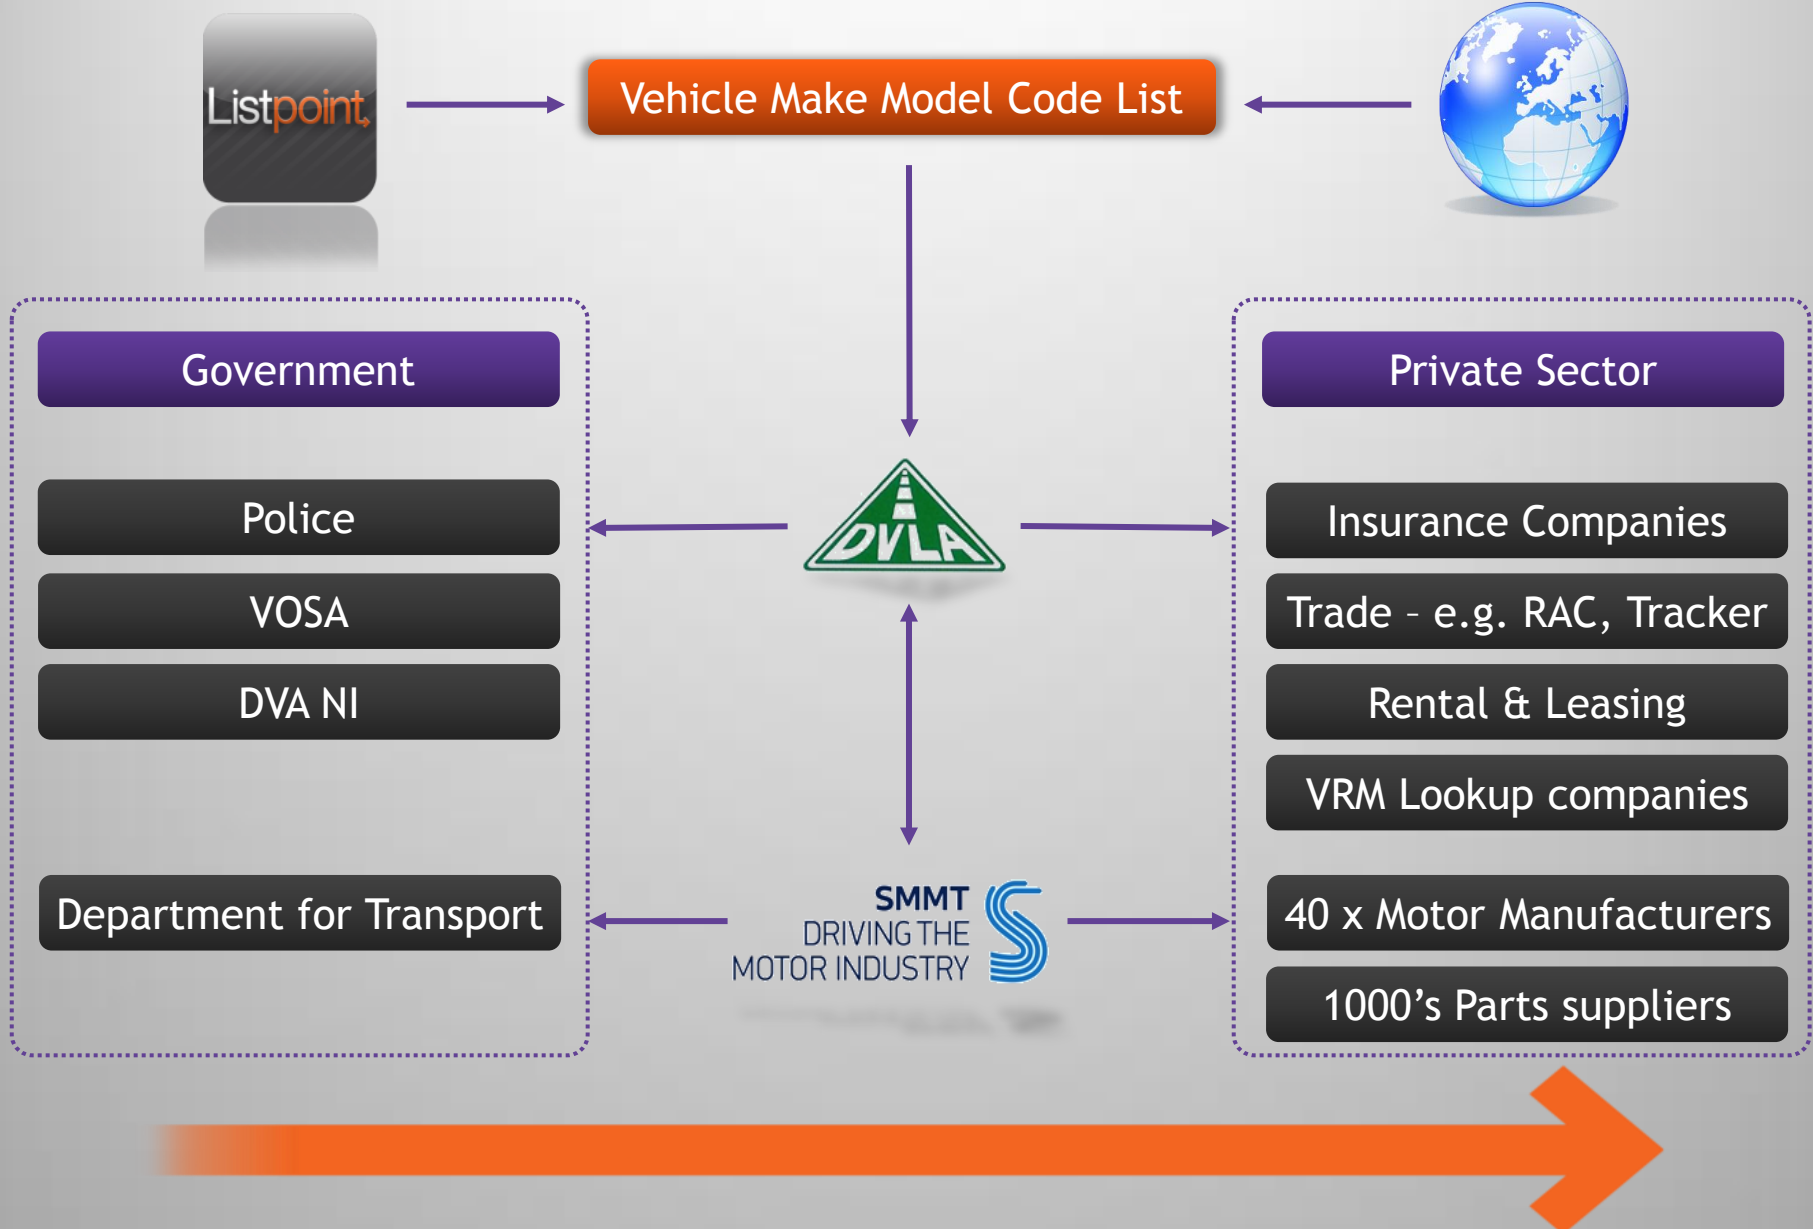 Listpoint
Vehicle Make Model Code List
Government
Police
VOSA
DVA NI
Department for Transport
DVLA
SMMT
DRIVING THE
MOTOR INDUSTRY
Private Sector
Insurance Companies
Trade – e.g. RAC, Tracker
Rental & Leasing
VRM Lookup companies
40 x Motor Manufacturers
1000’s Parts suppliers